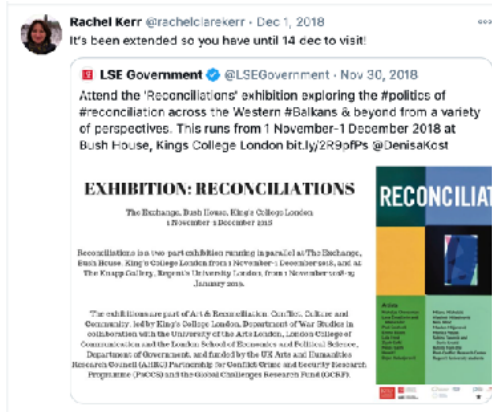 Rachel Kerr @rachelclarekerr · Dec 1, 2018
It's been extended so you have until 14 dec to visit!
LSE Government @LSEGovernment · Nov 30, 2018
Attend the 'Reconciliations' exhibition exploring the #politics of
#reconciliation across the Western #Balkans & beyond from a variety
of perspectives. This runs from 1 November-1 December 2018 at
Bush House, Kings College London bit.ly/2R9pfPs @DenisaKost
EXHIBITION: RECONCILIATIONS
The Exchange, Bush House, King's College London
1 November-1 December 2018
Reconciliations is a two-part exhibition running in parallel at The Exchange,
Bush House, King's College London from 1 November-1 December 2018, and at
The Knapp Gallery, Regent's University London, from 1 November 2018-
January 2019.
The exhibitions are part of Art & Reconciliation: Conflict, Culture and
Community, led by King's College London, Department of War Studies in
collaboration with the University of the Arts London, London College of
Communication and the London School of Economics and Political Science,
Department of Government, and funded by the UK Arts and Humanities
Research Council (AHRC) Partnership for Conflict Crime and Security Research
Programme (PaCCS) and the Global Challenges Research Fund (GCRF).
RECONCILIAT